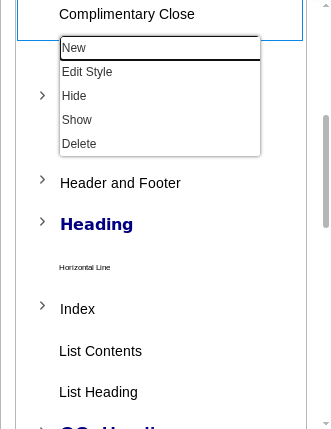 Complimentary Close
New
Edit Style
Hide
Show
Delete
Header and Footer
Heading
Horizontal Line
Index
List Contents
List Heading